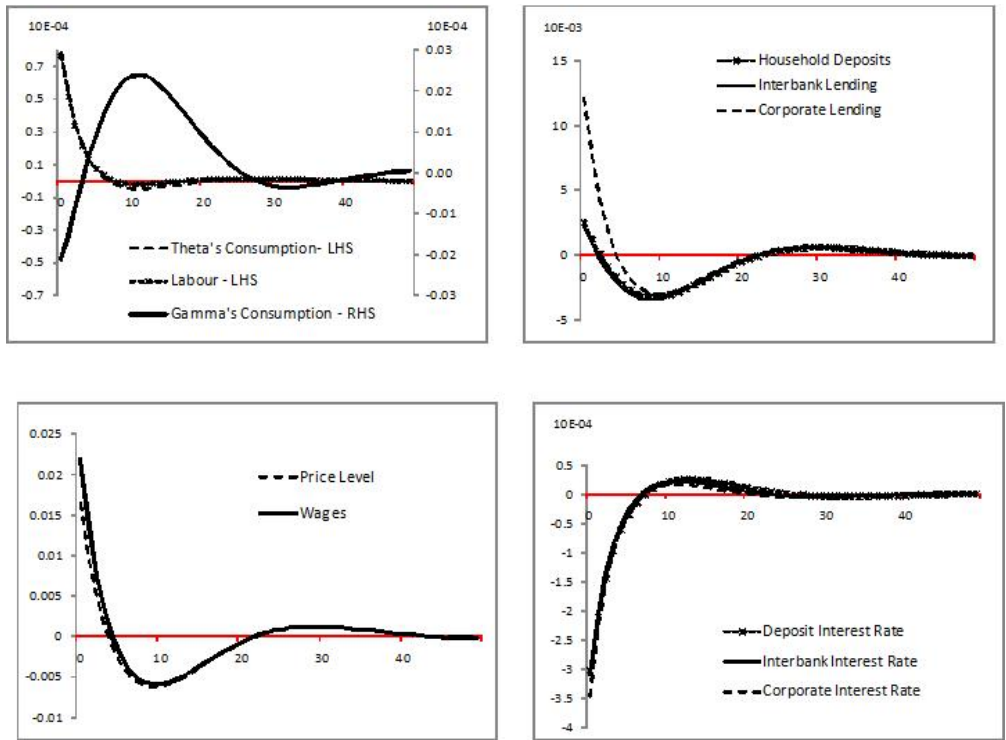 10E-04
10E-04
0.7
0.5
0.3
0.1
-0.1
-0.3
-0.5
-0.7
0 10 20 30 40
0.03
0.02
0.01
0.00
-0.01
-0.02
-0.03
Theta's Consumption- LHS
Labour - LHS
Gamma's Consumption - RHS
10E-03
15
10
5
0
-5
0 10 20 30 40
Household Deposits
Interbank Lending
Corporate Lending
0.025
0.02
0.015
0.01
0.005
0
-0.005
-0.01
0 10 20 30 40
Price Level
Wages
10E-04
0.5
0
-0.5
-1
-1.5
-2
-2.5
-3
-3.5
-4
0 10 20 30 40
Deposit Interest Rate
Interbank Interest Rate
Corporate Interest Rate